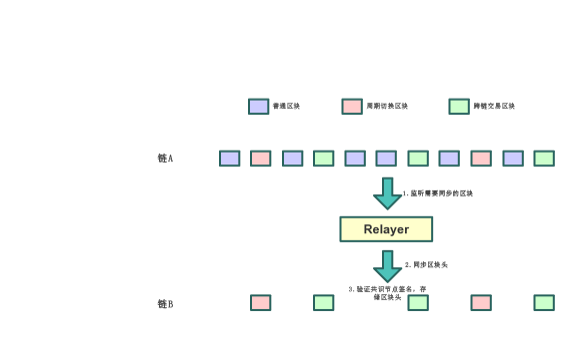 普通区块 周期切换区块 跨链交易区块
链A
1. 监听需要同步的区块
Relayer
2. 同步区块头
3. 验证共识节点签名，存
储区块头
链B